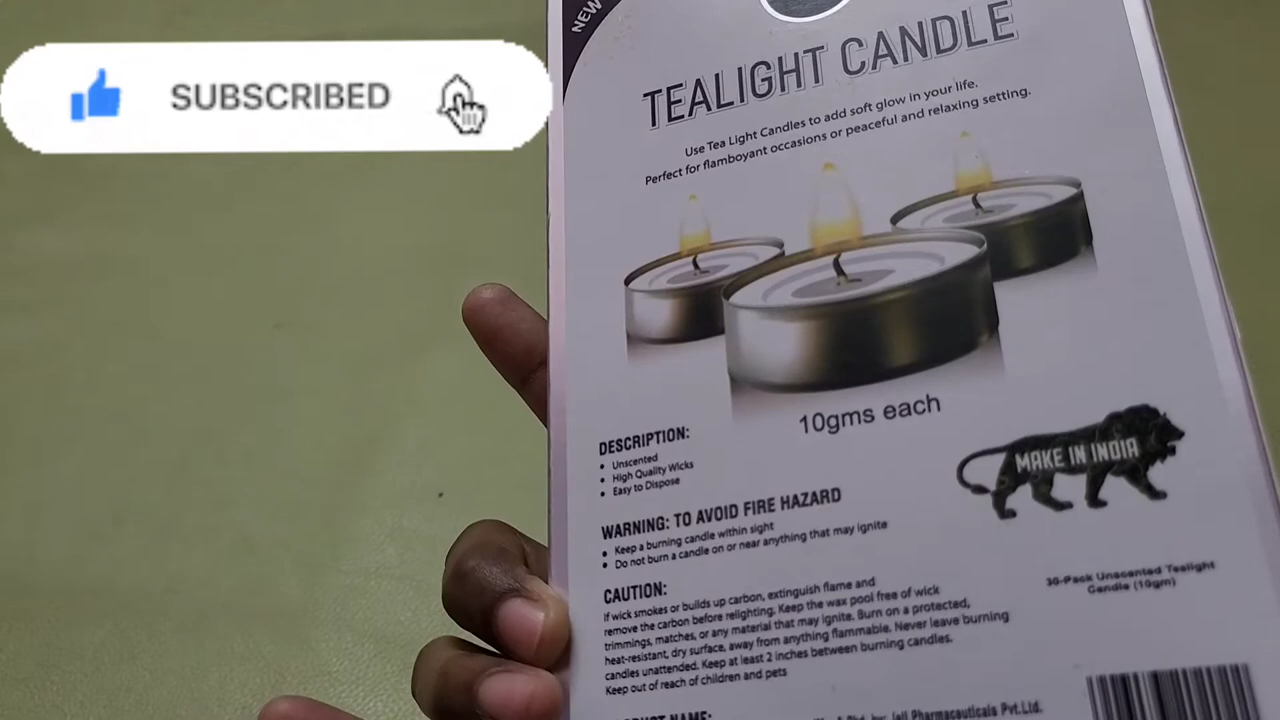 SUBSCRIBED
NEW
TEALIGHT CANDLE
Use Tea Light Candles to add soft glow in your life.
Perfect for flamboyant occasions or peaceful and relaxing setting.
10gms each
DESCRIPTION:
• Unscented
• High Quality Wicks
• Easy to Dispose
MAKE IN INDIA
WARNING: TO AVOID FIRE HAZARD
• Keep a burning candle within sight
• Do not burn a candle on or near anything that may ignite
30-Pack Unscented Tealight
Candle (10gm)
CAUTION:
If wick smokes or builds up carbon, extinguish flame and
remove the carbon before relighting. Keep the wax pool free of wick
trimmings, matches, or any material that may ignite. Burn on a protected,
heat-resistant, dry surface, away from anything flammable. Never leave burning
candles unattended. Keep at least 2 inches between burning candles.
Keep out of reach of children and pets
PRODUCT NAME:
by: Jell Pharmaceuticals Pvt.Ltd.